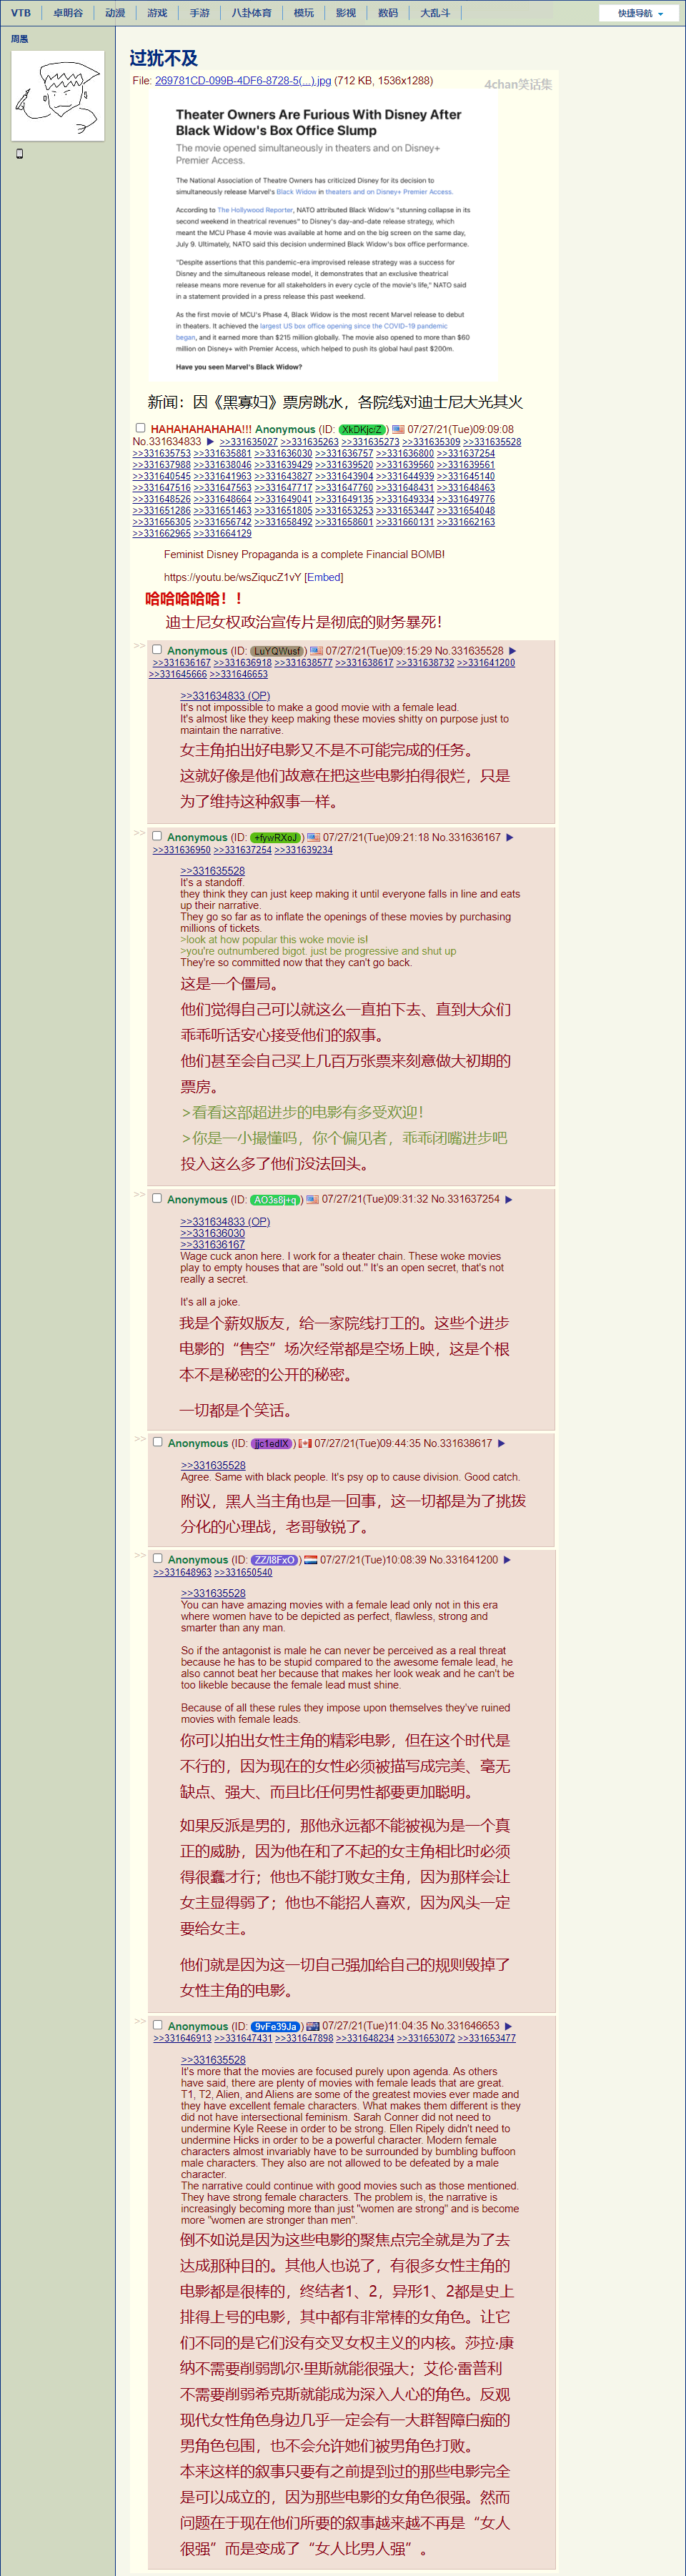 VTB 卓明谷 动漫 游戏 手游 八卦体育 模玩 影视 数码 大乱斗 快捷导航
周愚
过犹不及
File: 269781CD-099B-4DF6-8728-5(...).jpg (712 KB, 1536x1288)
4chan笑话集
Theater Owners Are Furious With Disney After
Black Widow's Box Office Slump
The movie opened simultaneously in theaters and on Disney+
Premier Access.
The National Association of Theatre Owners has criticized Disney for its decision to
simultaneously release Marvel's Black Widow in theaters and on Disney+ Premier Access.
According to The Hollywood Reporter, NATO attributed Black Widow's "stunning collapse in its
second weekend in theatrical revenues" to Disney's day-and-date release strategy, which
meant the MCU Phase 4 movie was available at home and on the big screen on the same day,
July 9. Ultimately, NATO said this decision undermined Black Widow's box office performance.
"Despite assertions that this pandemic-era improvised release strategy was a success for
Disney and the simultaneous release model, it demonstrates that an exclusive theatrical
release means more revenue for all stakeholders in every cycle of the movie's life," NATO said
in a statement provided in a press release this past weekend.
As the first movie of MCU's Phase 4, Black Widow is the most recent Marvel release to debut
in theaters. It achieved the largest US box office opening since the COVID-19 pandemic
began, and it earned more than $215 million globally. The movie also opened to more than $60
million on Disney+ with Premier Access, which helped to push its global haul past $200m.
Have you seen Marvel's Black Widow?
新闻：因《黑寡妇》票房跳水，各院线对迪士尼大光其火
HAHAHAHAHAHA!!! Anonymous (ID: XkDKjc/Z) 07/27/21(Tue)09:09:08
No.331634833 ▶ >>331635027 >>331635263 >>331635273 >>331635309 >>331635528
>>331635753 >>331635881 >>331636030 >>331636757 >>331636800 >>331637254
>>331637988 >>331638046 >>331639429 >>331639520 >>331639560 >>331639561
>>331640545 >>331641963 >>331643827 >>331643904 >>331644939 >>331645140
>>331647516 >>331647563 >>331647717 >>331647760 >>331648431 >>331648463
>>331648526 >>331648664 >>331649041 >>331649135 >>331649334 >>331649776
>>331651286 >>331651463 >>331651805 >>331653253 >>331653447 >>331654048
>>331656305 >>331656742 >>331658492 >>331658601 >>331660131 >>331662163
>>331662965 >>331664129
Feminist Disney Propaganda is a complete Financial BOMB!
https://youtu.be/wsZiqucZ1vY [Embed]
哈哈哈哈哈！！
迪士尼女权政治宣传片是彻底的财务暴死！
>> Anonymous (ID: LuYQWusf) 07/27/21(Tue)09:15:29 No.331635528 ▶
>>331636167 >>331636918 >>331638577 >>331638617 >>331638732 >>331641200
>>331645666 >>331646653
>>331634833 (OP)
It's not impossible to make a good movie with a female lead.
It's almost like they keep making these movies shitty on purpose just to
maintain the narrative.
女主角拍出好电影又不是不可能完成的任务。
这就好像是他们故意在把这些电影拍得很烂，只是
为了维持这种叙事一样。
>> Anonymous (ID: +fywRXoJ) 07/27/21(Tue)09:21:18 No.331636167 ▶
>>331636950 >>331637254 >>331639234
>>331635528
It's a standoff.
they think they can just keep making it until everyone falls in line and eats
up their narrative.
They go so far as to inflate the openings of these movies by purchasing
millions of tickets.
>look at how popular this woke movie is!
>you're outnumbered bigot. just be progressive and shut up
They're so committed now that they can't go back.
这是一个僵局。
他们觉得自己可以就这么一直拍下去、直到大众们
乖乖听话安心接受他们的叙事。
他们甚至会自己买上几百万张票来刻意做大初期的
票房。
>看看这部超进步的电影有多受欢迎！
>你是一小撮懂吗，你个偏见者，乖乖闭嘴进步吧
投入这么多了他们没法回头。
>> Anonymous (ID: AO3s8j+q) 07/27/21(Tue)09:31:32 No.331637254 ▶
>>331634833 (OP)
>>331636030
>>331636167
Wage cuck anon here. I work for a theater chain. These woke movies
play to empty houses that are "sold out." It's an open secret, that's not
really a secret.
It's all a joke.
我是个薪奴版友，给一家院线打工的。这些个进步
电影的“售空”场次经常都是空场上映，这是个根
本不是秘密的公开的秘密。
一切都是个笑话。
>> Anonymous (ID: jjc1edIX) 07/27/21(Tue)09:44:35 No.331638617 ▶
>>331635528
Agree. Same with black people. It's psy op to cause division. Good catch.
附议，黑人当主角也是一回事，这一切都是为了挑拨
分化的心理战，老哥敏锐了。
>> Anonymous (ID: ZZ/l8FxO) 07/27/21(Tue)10:08:39 No.331641200 ▶
>>331648963 >>331650540
>>331635528
You can have amazing movies with a female lead only not in this era
where women have to be depicted as perfect, flawless, strong and
smarter than any man.
So if the antagonist is male he can never be perceived as a real threat
because he has to be stupid compared to the awesome female lead, he
also cannot beat her because that makes her look weak and he can't be
too likeble because the female lead must shine.
Because of all these rules they impose upon themselves they've ruined
movies with female leads.
你可以拍出女性主角的精彩电影，但在这个时代是
不行的，因为现在的女性必须被描写成完美、毫无
缺点、强大、而且比任何男性都要更加聪明。
如果反派是男的，那他永远都不能被视为是一个真
正的威胁，因为他在和了不起的女主角相比时必须
得很蠢才行；他也不能打败女主角，因为那样会让
女主显得弱了；他也不能招人喜欢，因为风头一定
要给女主。
他们就是因为这一切自己强加给自己的规则毁掉了
女性主角的电影。
>> Anonymous (ID: 9vFe39Ja) 07/27/21(Tue)11:04:35 No.331646653 ▶
>>331646913 >>331647431 >>331647898 >>331648234 >>331653072 >>331653477
>>331635528
It's more that the movies are focused purely upon agenda. As others
have said, there are plenty of movies with female leads that are great.
T1, T2, Alien, and Aliens are some of the greatest movies ever made and
they have excellent female characters. What makes them different is they
did not have intersectional feminism. Sarah Conner did not need to
undermine Kyle Reese in order to be strong. Ellen Ripely didn't need to
undermine Hicks in order to be a powerful character. Modern female
characters almost invariably have to be surrounded by bumbling buffoon
male characters. They also are not allowed to be defeated by a male
character.
The narrative could continue with good movies such as those mentioned.
They have strong female characters. The problem is, the narrative is
increasingly becoming more than just "women are strong" and is become
more "women are stronger than men".
倒不如说是因为这些电影的聚焦点完全就是为了去
达成那种目的。其他人也说了，有很多女性主角的
电影都是很棒的，终结者1、2，异形1、2都是史上
排得上号的电影，其中都有非常棒的女角色。让它
们不同的是它们没有交叉女权主义的内核。莎拉·康
纳不需要削弱凯尔·里斯就能很强大；艾伦·雷普利
不需要削弱希克斯就能成为深入人心的角色。反观
现代女性角色身边几乎一定会有一大群智障白痴的
男角色包围，也不会允许她们被男角色打败。
本来这样的叙事只要有之前提到过的那些电影完全
是可以成立的，因为那些电影的女角色很强。然而
问题在于现在他们所要的叙事越来越不再是“女人
很强”而是变成了“女人比男人强”。